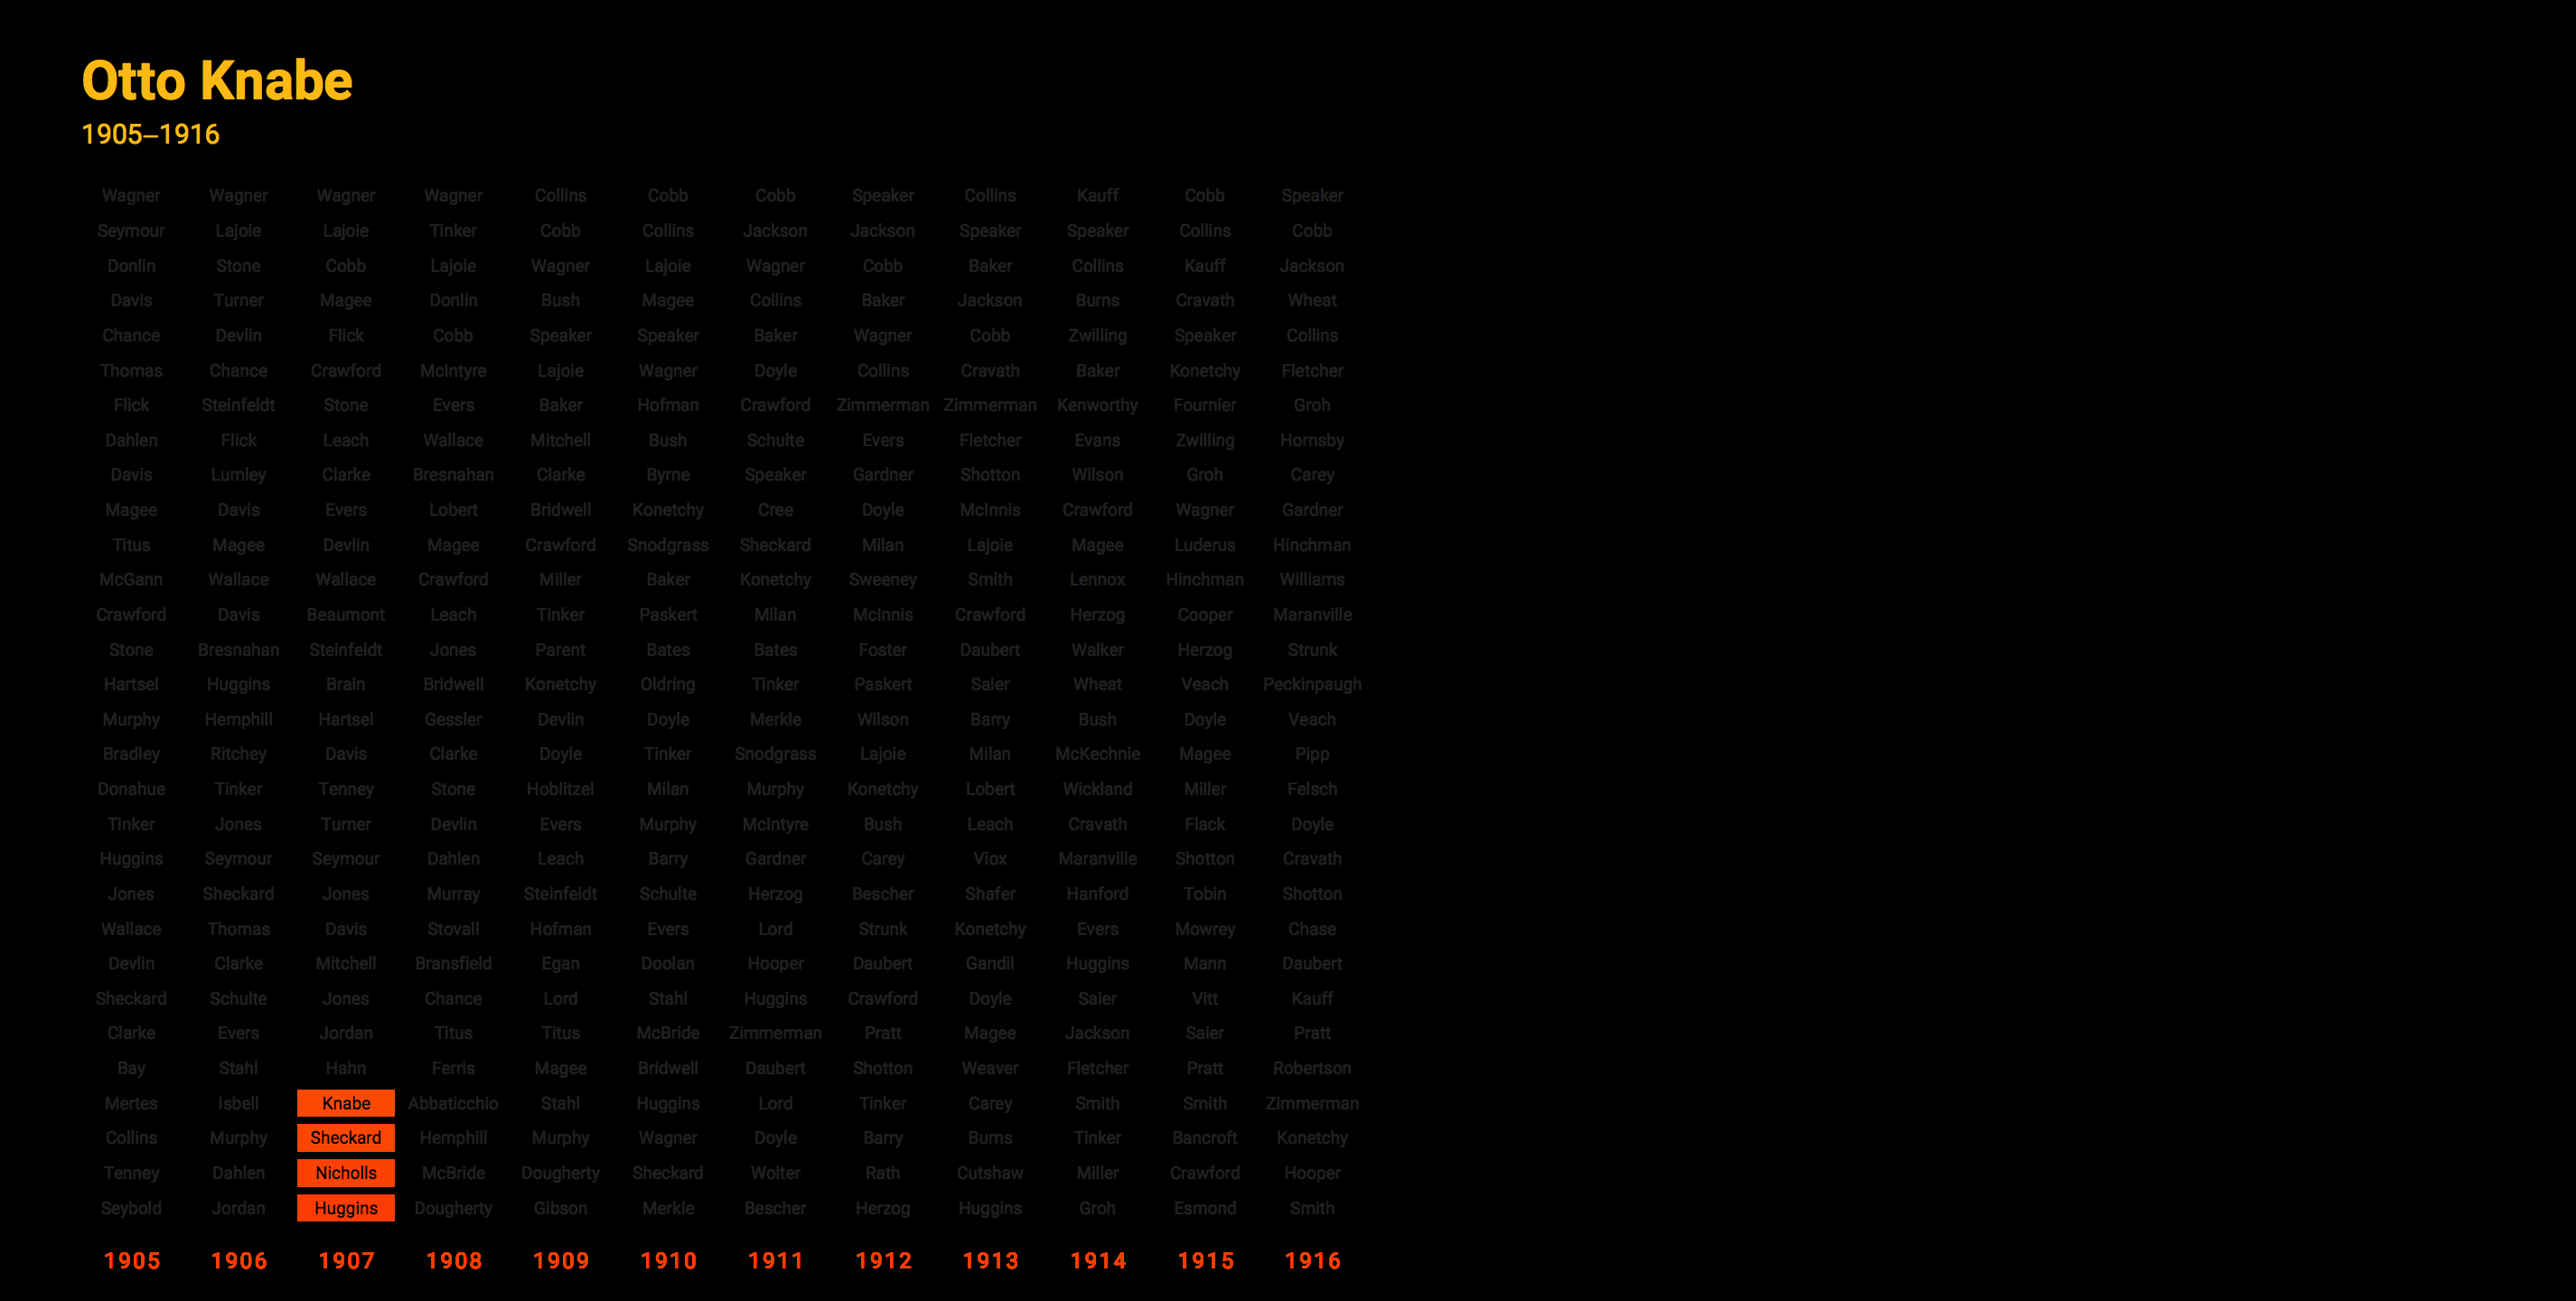 Otto Knabe
1905–1916
Wagner Wagner Wagner Wagner Collins Cobb Cobb Speaker Collins Kauff Cobb Speaker
Seymour Lajoie Lajoie Tinker Cobb Collins Jackson Jackson Speaker Speaker Collins Cobb
Donlin Stone Cobb Lajoie Wagner Lajoie Wagner Cobb Baker Collins Kauff Jackson
Davis Turner Magee Donlin Bush Magee Collins Baker Jackson Burns Cravath Wheat
Chance Devlin Flick Cobb Speaker Speaker Baker Wagner Cobb Zwilling Speaker Collins
Thomas Chance Crawford McIntyre Lajoie Wagner Doyle Collins Cravath Baker Konetchy Fletcher
Flick Steinfeldt Stone Evers Baker Hofman Crawford Zimmerman Zimmerman Kenworthy Fournier Groh
Dahlen Flick Leach Wallace Mitchell Bush Schulte Evers Fletcher Evans Zwilling Hornsby
Davis Lumley Clarke Bresnahan Clarke Byrne Speaker Gardner Shotton Wilson Groh Carey
Magee Davis Evers Lobert Bridwell Konetchy Cree Doyle McInnis Crawford Wagner Gardner
Titus Magee Devlin Magee Crawford Snodgrass Sheckard Milan Lajoie Magee Luderus Hinchman
McGann Wallace Wallace Crawford Miller Baker Konetchy Sweeney Smith Lennox Hinchman Williams
Crawford Davis Beaumont Leach Tinker Paskert Milan McInnis Crawford Herzog Cooper Maranville
Stone Bresnahan Steinfeldt Jones Parent Bates Bates Foster Daubert Walker Herzog Strunk
Hartsel Huggins Brain Bridwell Konetchy Oldring Tinker Paskert Saier Wheat Veach Peckinpaugh
Murphy Hemphill Hartsel Gessler Devlin Doyle Merkle Wilson Barry Bush Doyle Veach
Bradley Ritchey Davis Clarke Doyle Tinker Snodgrass Lajoie Milan McKechnie Magee Pipp
Donahue Tinker Tenney Stone Hoblitzel Milan Murphy Konetchy Lobert Wickland Miller Felsch
Tinker Jones Turner Devlin Evers Murphy McIntyre Bush Leach Cravath Flack Doyle
Huggins Seymour Seymour Dahlen Leach Barry Gardner Carey Viox Maranville Shotton Cravath
Jones Sheckard Jones Murray Steinfeldt Schulte Herzog Bescher Shafer Hanford Tobin Shotton
Wallace Thomas Davis Stovall Hofman Evers Lord Strunk Konetchy Evers Mowrey Chase
Devlin Clarke Mitchell Bransfield Egan Doolan Hooper Daubert Gandil Huggins Mann Daubert
Sheckard Schulte Jones Chance Lord Stahl Huggins Crawford Doyle Saier Vitt Kauff
Clarke Evers Jordan Titus Titus McBride Zimmerman Pratt Magee Jackson Saier Pratt
Bay Stahl Hahn Ferris Magee Bridwell Daubert Shotton Weaver Fletcher Pratt Robertson
Mertes Isbell Knabe Abbaticchio Stahl Huggins Lord Tinker Carey Smith Smith Zimmerman
Collins Murphy Sheckard Hemphill Murphy Wagner Doyle Barry Burns Tinker Bancroft Konetchy
Tenney Dahlen Nicholls McBride Dougherty Sheckard Wolter Rath Cutshaw Miller Crawford Hooper
Seybold Jordan Huggins Dougherty Gibson Merkle Bescher Herzog Huggins Groh Esmond Smith
1905 1906 1907 1908 1909 1910 1911 1912 1913 1914 1915 1916